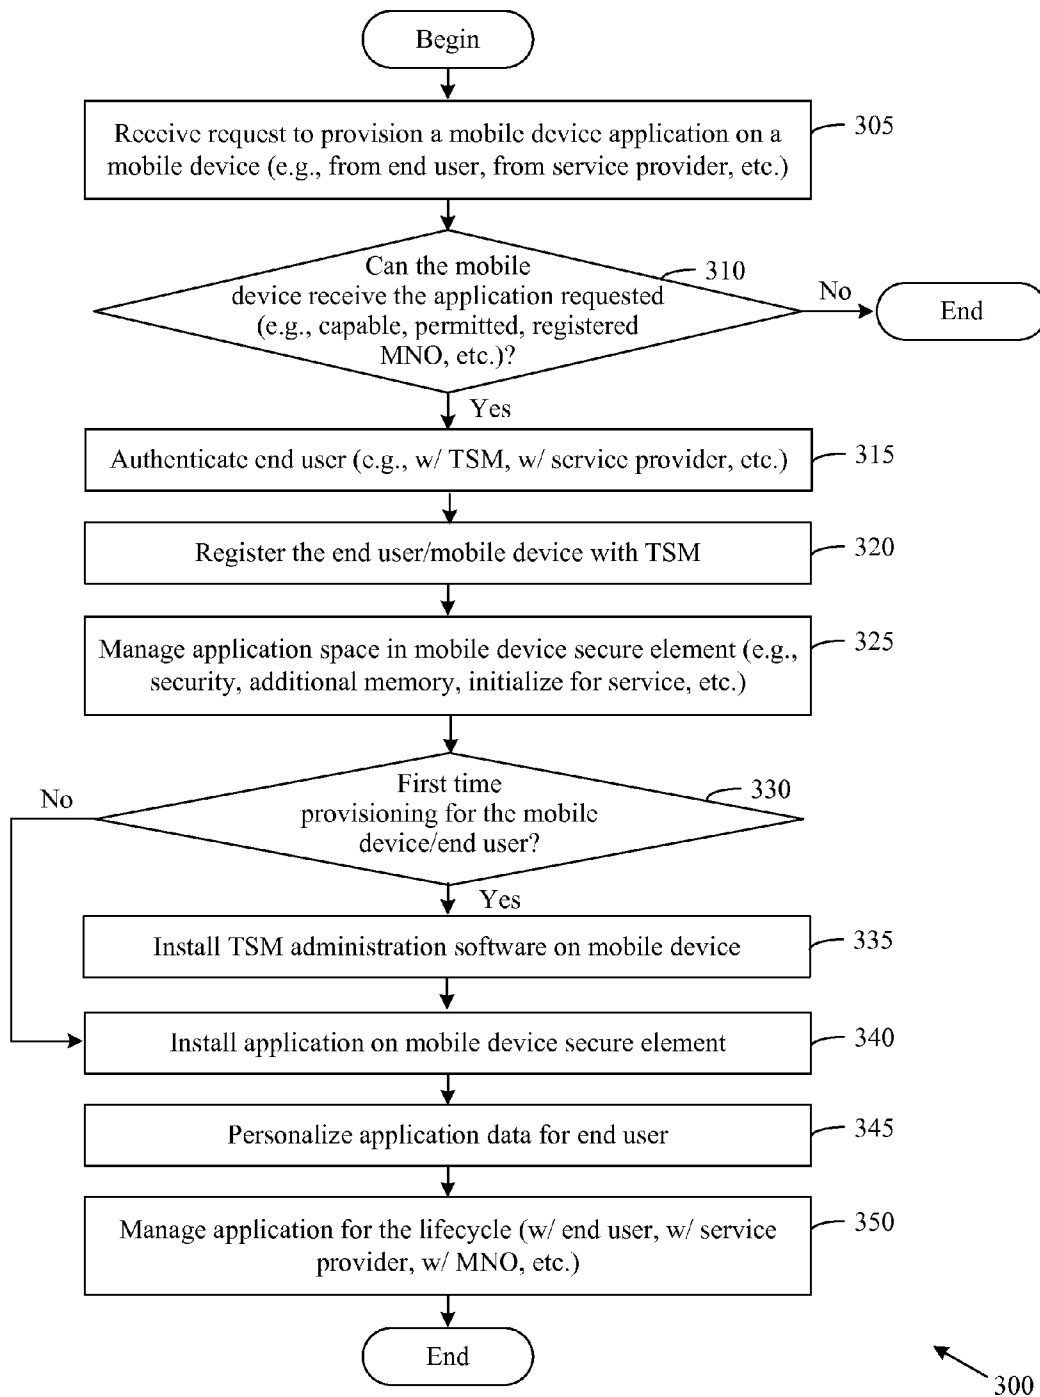 Begin
Receive request to provision a mobile device application on a
mobile device (e.g., from end user, from service provider, etc.)
305
Can the mobile
device receive the application requested
(e.g., capable, permitted, registered
MNO, etc.)?
310
No
End
Yes
Authenticate end user (e.g., w/ TSM, w/ service provider, etc.)
315
Register the end user/mobile device with TSM
320
Manage application space in mobile device secure element (e.g.,
security, additional memory, initialize for service, etc.)
325
First time
provisioning for the mobile
device/end user?
330
No
Yes
Install TSM administration software on mobile device
335
Install application on mobile device secure element
340
Personalize application data for end user
345
Manage application for the lifecycle (w/ end user, w/ service
provider, w/ MNO, etc.)
350
End
300